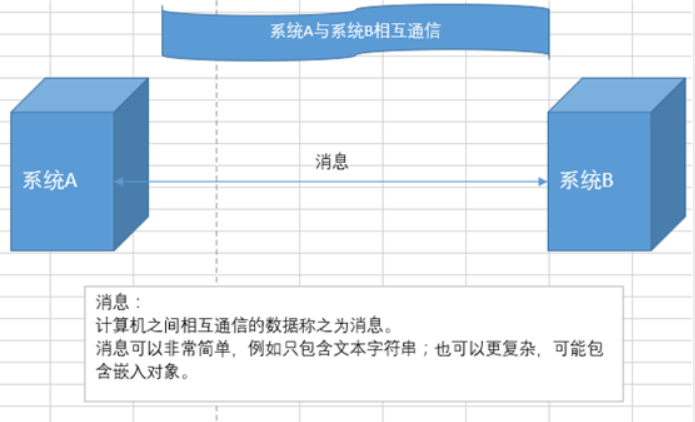 系统A与系统B相互通信
消息
系统A
系统B
消息：
计算机之间相互通信的数据称之为消息。
消息可以非常简单，例如只包含文本字符串；也可以更复杂，可能包
含嵌入对象。